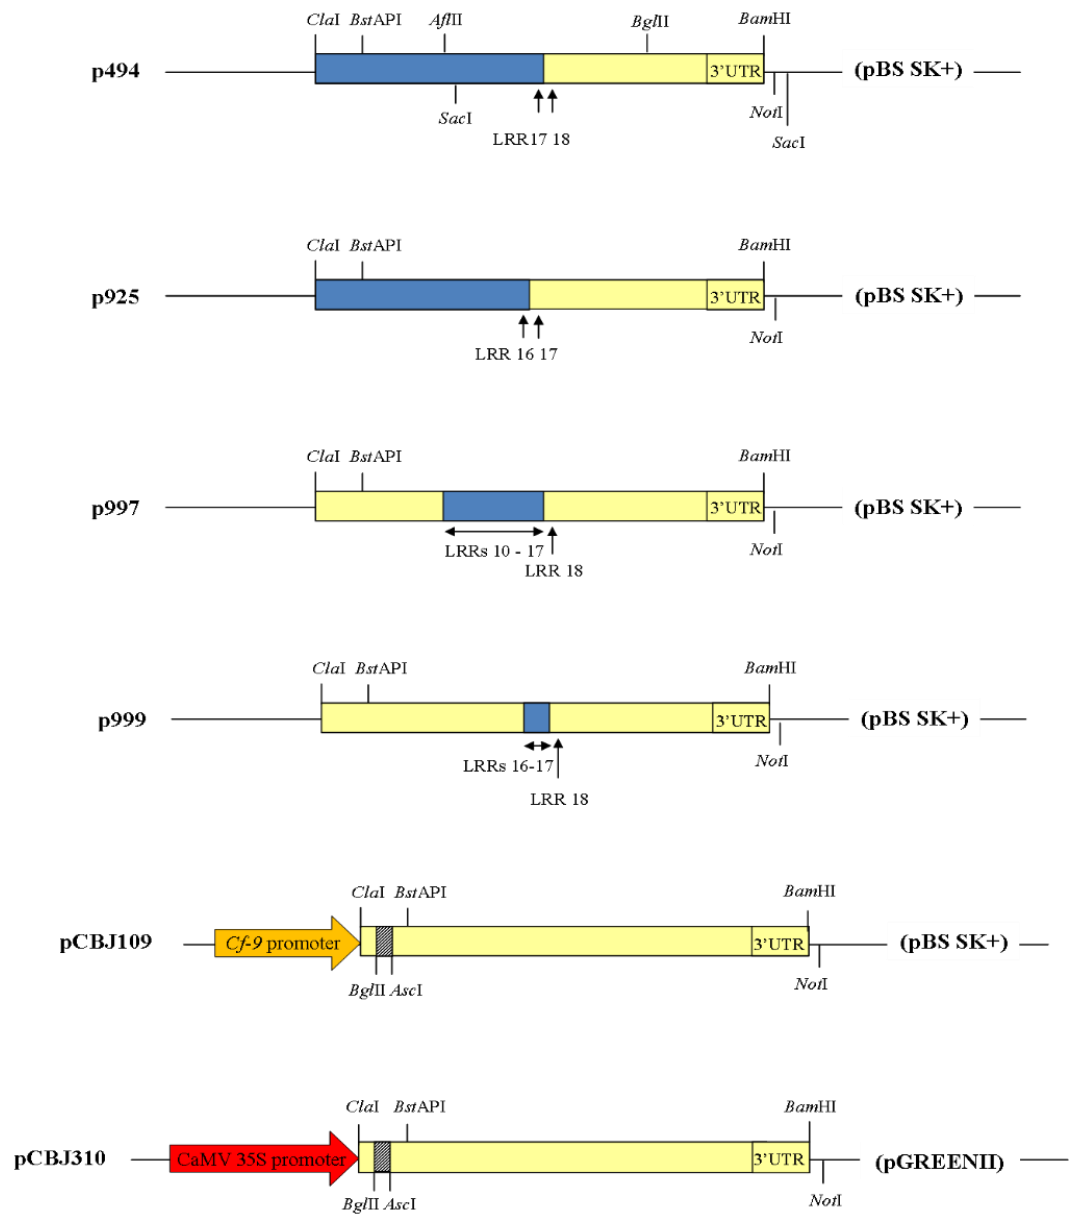 ClaI BstAPI AflII BglII BamHI
p494 3'UTR (pBS SK+)
SacI NotI
LRR17 18 SacI
ClaI BstAPI BamHI
p925 3'UTR (pBS SK+)
NotI
LRR 16 17
ClaI BstAPI BamHI
p997 3'UTR (pBS SK+)
NotI
LRRs 10 - 17
LRR 18
ClaI BstAPI BamHI
p999 3'UTR (pBS SK+)
NotI
LRRs 16-17
LRR 18
ClaI BstAPI BamHI
pCBJ109 Cf-9 promoter 3'UTR (pBS SK+)
BglII AscI NotI
ClaI BstAPI BamHI
pCBJ310 CaMV 35S promoter 3'UTR (pGREENII)
BglII AscI NotI